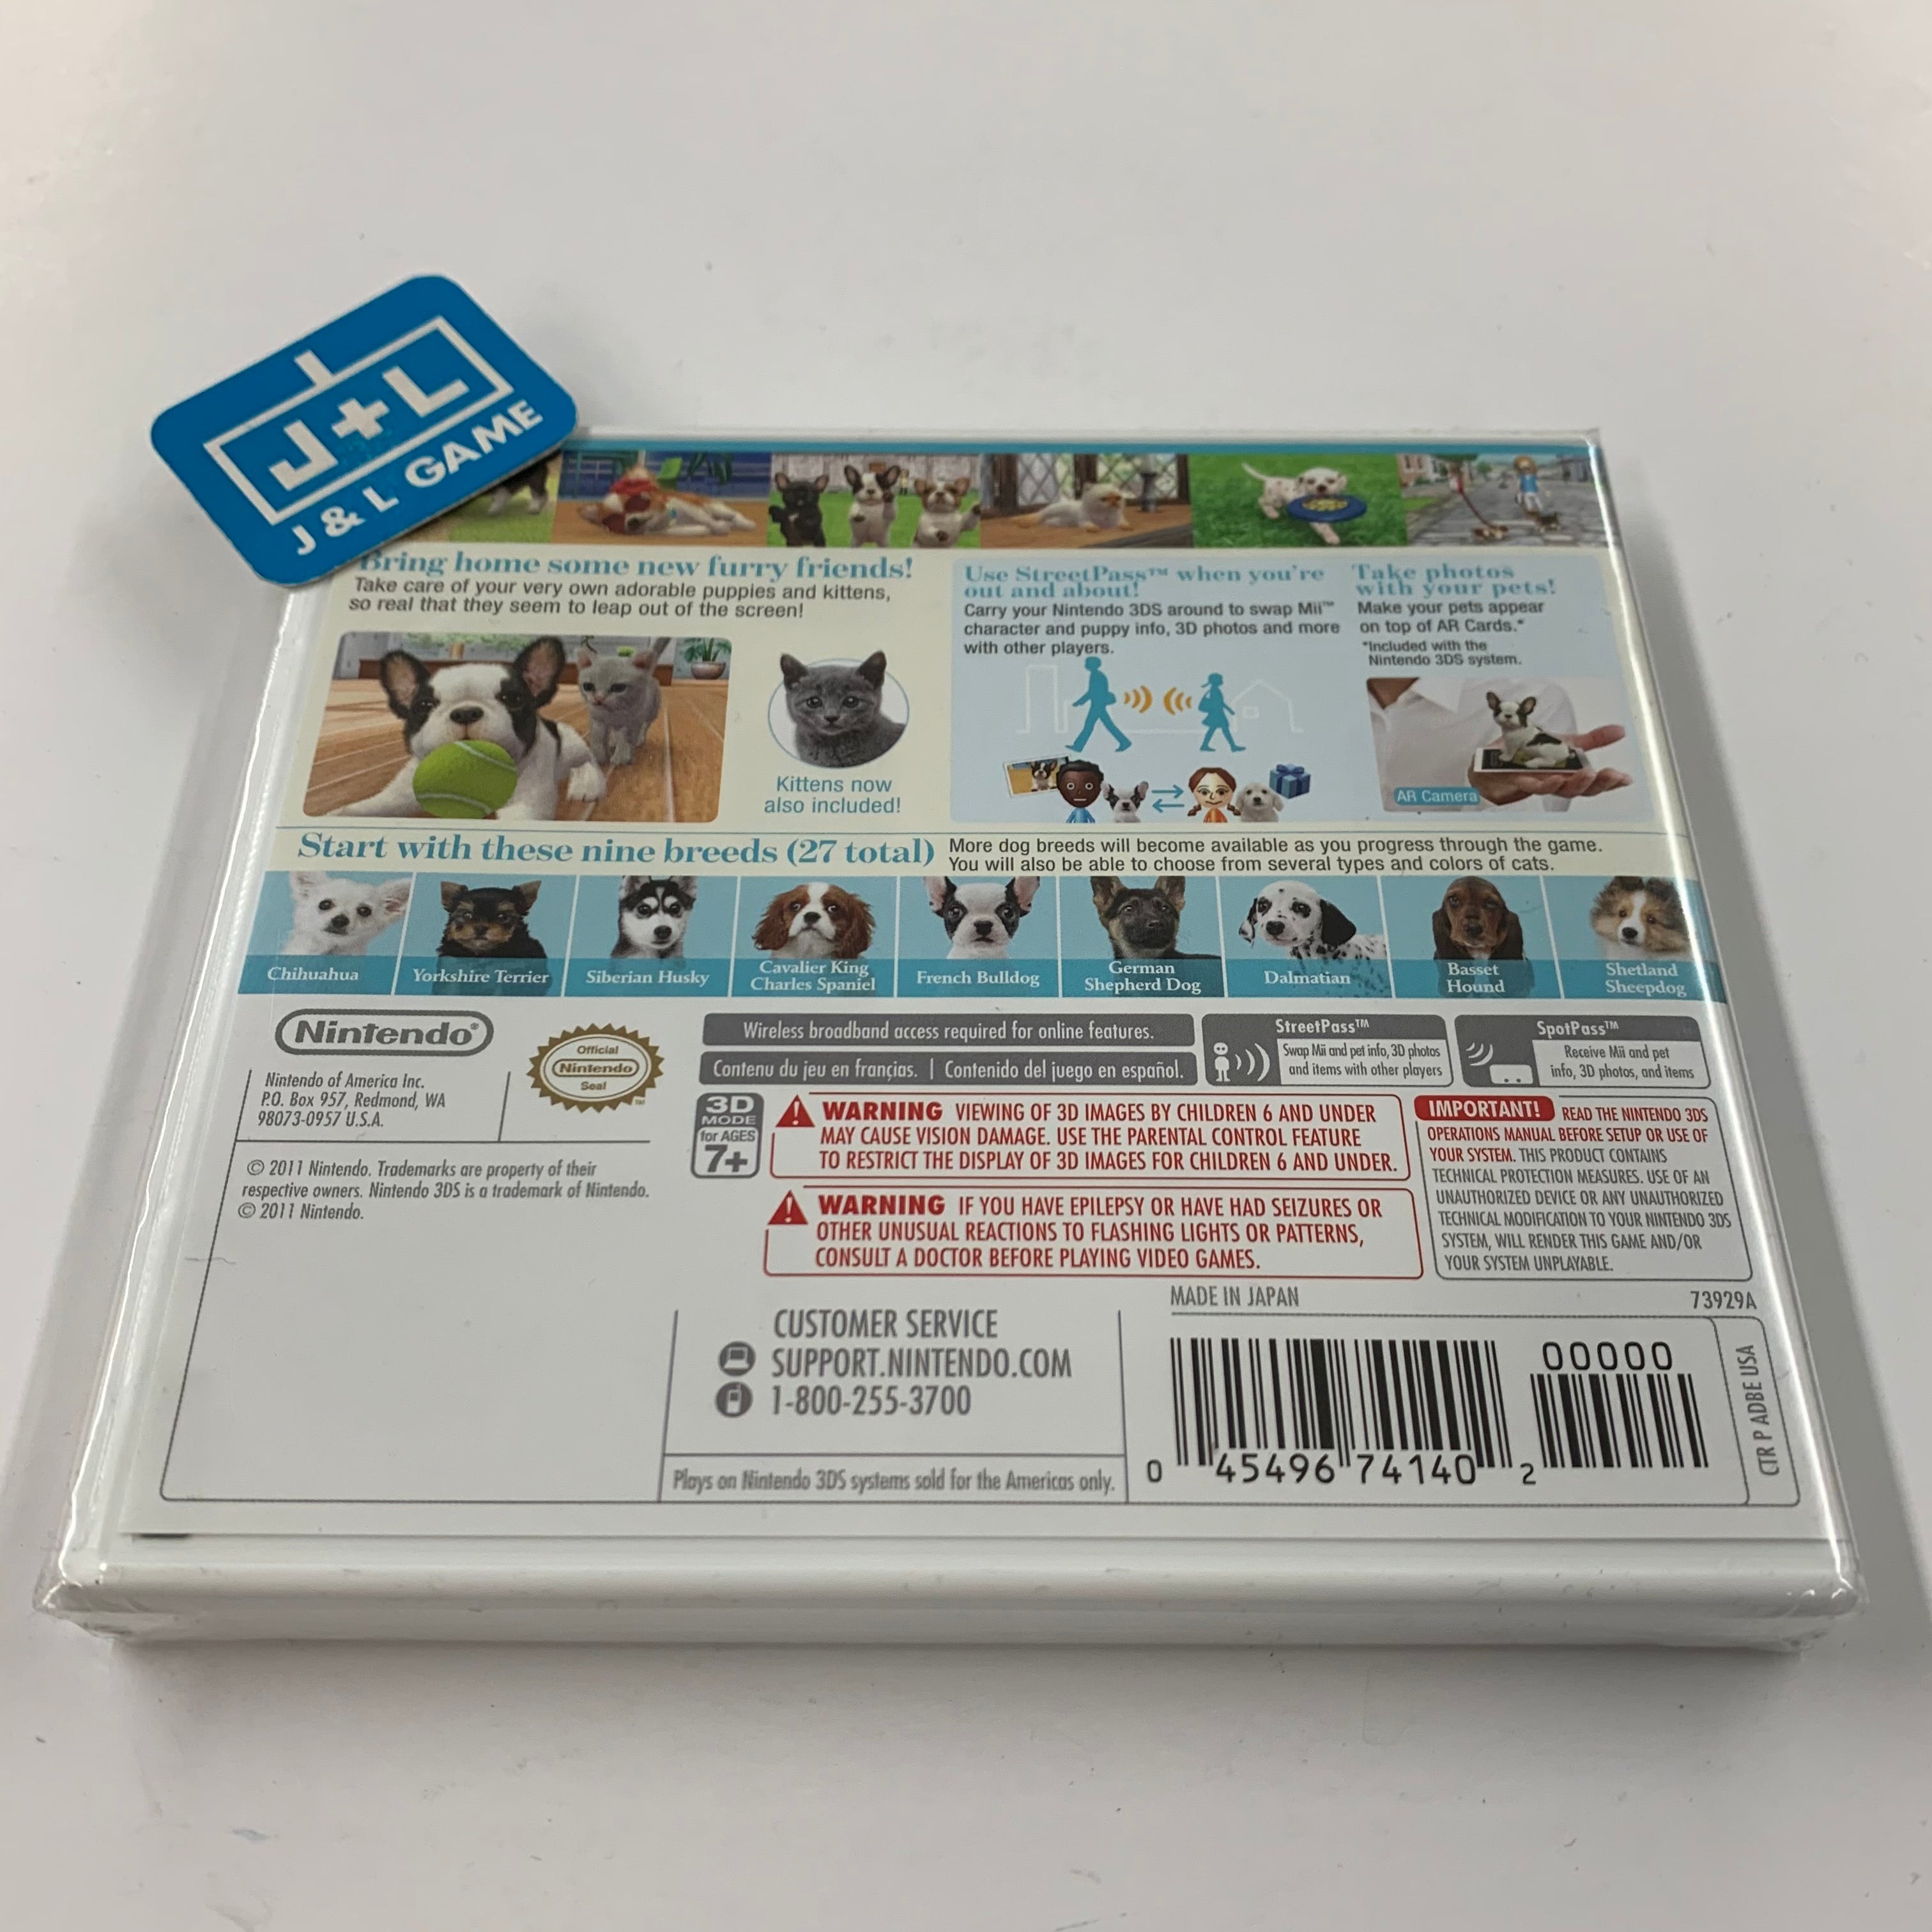 J+L
J & L GAME
Bring home some new furry friends!
Take care of your very own adorable puppies and kittens,
so real that they seem to leap out of the screen!
Kittens now
also included!
Use StreetPass™ when you're
out and about!
Carry your Nintendo 3DS around to swap Mii™
character and puppy info, 3D photos and more
with other players.
Take photos
with your pets!
Make your pets appear
on top of AR Cards.*
*Included with the
Nintendo 3DS system.
AR Camera
Start with these nine breeds (27 total)
More dog breeds will become available as you progress through the game.
You will also be able to choose from several types and colors of cats.
Chihuahua
Yorkshire Terrier
Siberian Husky
Cavalier King
Charles Spaniel
French Bulldog
German
Shepherd Dog
Dalmatian
Basset
Hound
Shetland
Sheepdog
Nintendo®
Official
Nintendo
Seal
Nintendo of America Inc.
P.O. Box 957, Redmond, WA
98073-0957 U.S.A.
© 2011 Nintendo. Trademarks are property of their
respective owners. Nintendo 3DS is a trademark of Nintendo.
© 2011 Nintendo.
Wireless broadband access required for online features.
Contenu du jeu en français. | Contenido del juego en español.
StreetPass™
Swap Mii and pet info, 3D photos
and items with other players
SpotPass™
Receive Mii and pet
info, 3D photos, and items
3D
MODE
for AGES
7+
WARNING VIEWING OF 3D IMAGES BY CHILDREN 6 AND UNDER
MAY CAUSE VISION DAMAGE. USE THE PARENTAL CONTROL FEATURE
TO RESTRICT THE DISPLAY OF 3D IMAGES FOR CHILDREN 6 AND UNDER.
WARNING IF YOU HAVE EPILEPSY OR HAVE HAD SEIZURES OR
OTHER UNUSUAL REACTIONS TO FLASHING LIGHTS OR PATTERNS,
CONSULT A DOCTOR BEFORE PLAYING VIDEO GAMES.
IMPORTANT! READ THE NINTENDO 3DS
OPERATIONS MANUAL BEFORE SETUP OR USE OF
YOUR SYSTEM. THIS PRODUCT CONTAINS
TECHNICAL PROTECTION MEASURES. USE OF AN
UNAUTHORIZED DEVICE OR ANY UNAUTHORIZED
TECHNICAL MODIFICATION TO YOUR NINTENDO 3DS
SYSTEM, WILL RENDER THIS GAME AND/OR
YOUR SYSTEM UNPLAYABLE.
CUSTOMER SERVICE
SUPPORT.NINTENDO.COM
1-800-255-3700
Plays on Nintendo 3DS systems sold for the Americas only.
MADE IN JAPAN
73929A
00000
0 45496 74140 2
CTR P ADBE USA